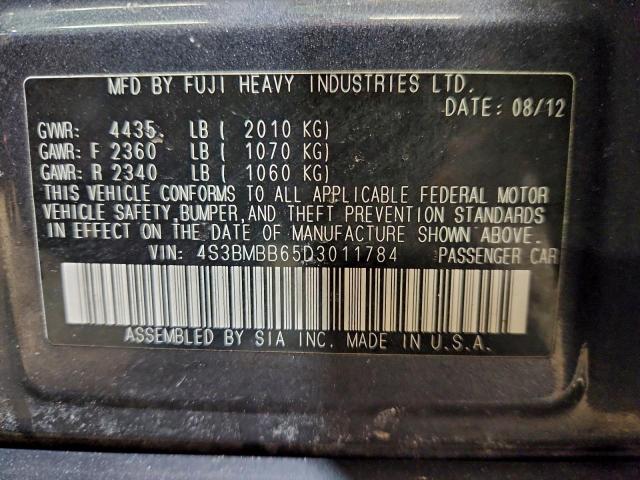 MFD BY FUJI HEAVY INDUSTRIES LTD.
DATE: 08/12
GVWR: 4435 LB ( 2010 KG)
GAWR: F 2360 LB ( 1070 KG)
GAWR: R 2340 LB ( 1060 KG)
THIS VEHICLE CONFORMS TO ALL APPLICABLE FEDERAL MOTOR
VEHICLE SAFETY, BUMPER, AND THEFT PREVENTION STANDARDS
IN EFFECT ON THE DATE OF MANUFACTURE SHOWN ABOVE.
VIN: 4S3BMBB65D3011784 PASSENGER CAR
ASSEMBLED BY SIA INC. MADE IN U.S.A.